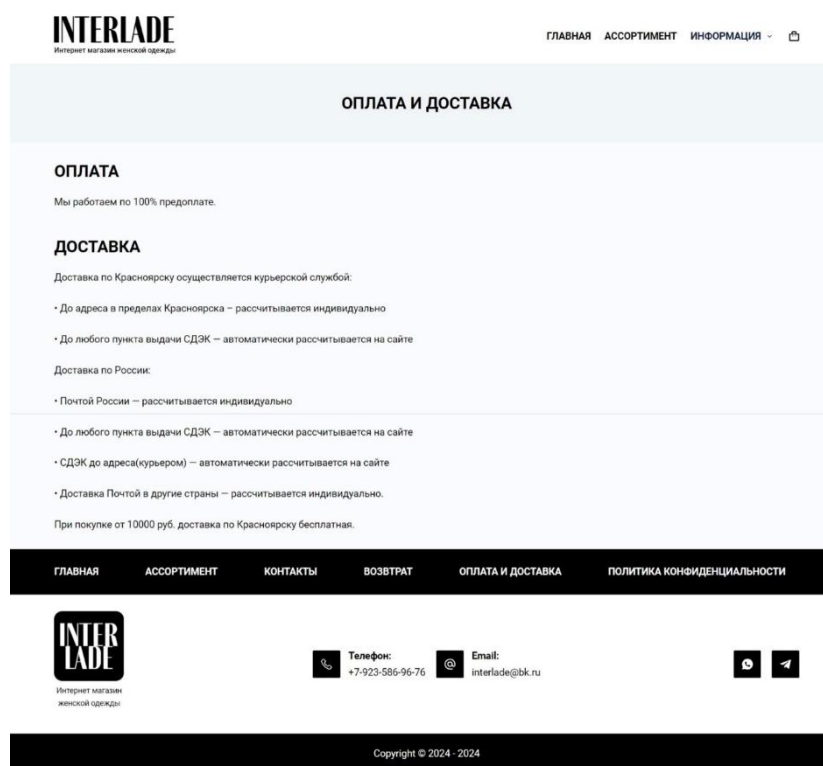 INTERLADE
Интернет магазин женской одежды
ГЛАВНАЯ АССОРТИМЕНТ ИНФОРМАЦИЯ
ОПЛАТА И ДОСТАВКА
ОПЛАТА
Мы работаем по 100% предоплате.
ДОСТАВКА
Доставка по Красноярску осуществляется курьерской службой:
• До адреса в пределах Красноярска – рассчитывается индивидуально
• До любого пункта выдачи СДЭК — автоматически рассчитывается на сайте
Доставка по России:
• Почтой России — рассчитывается индивидуально
• До любого пункта выдачи СДЭК — автоматически рассчитывается на сайте
• СДЭК до адреса(курьером) — автоматически рассчитывается на сайте
• Доставка Почтой в другие страны — рассчитывается индивидуально.
При покупке от 10000 руб. доставка по Красноярску бесплатная.
ГЛАВНАЯ АССОРТИМЕНТ КОНТАКТЫ ВОЗВТРАТ ОПЛАТА И ДОСТАВКА ПОЛИТИКА КОНФИДЕНЦИАЛЬНОСТИ
INTER
LADE
Интернет магазин
женской одежды
Телефон:
+7-923-586-96-76
Email:
interlade@bk.ru
Copyright © 2024 - 2024